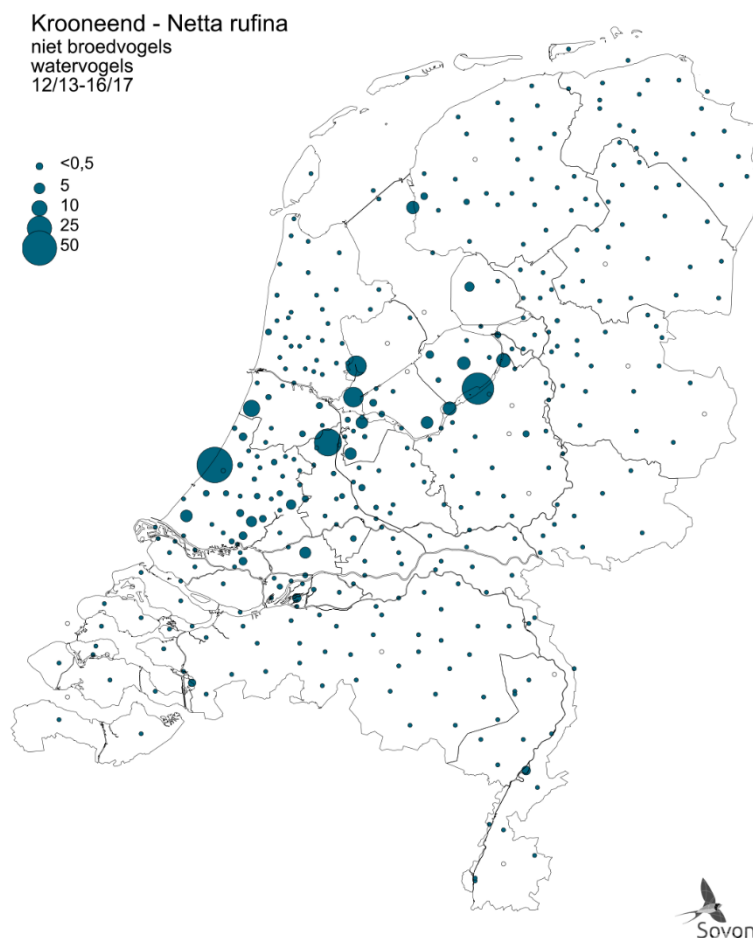 Krooneend - Netta rufina
niet broedvogels
watervogels
12/13-16/17
<0,5
5
10
25
50
Sovon